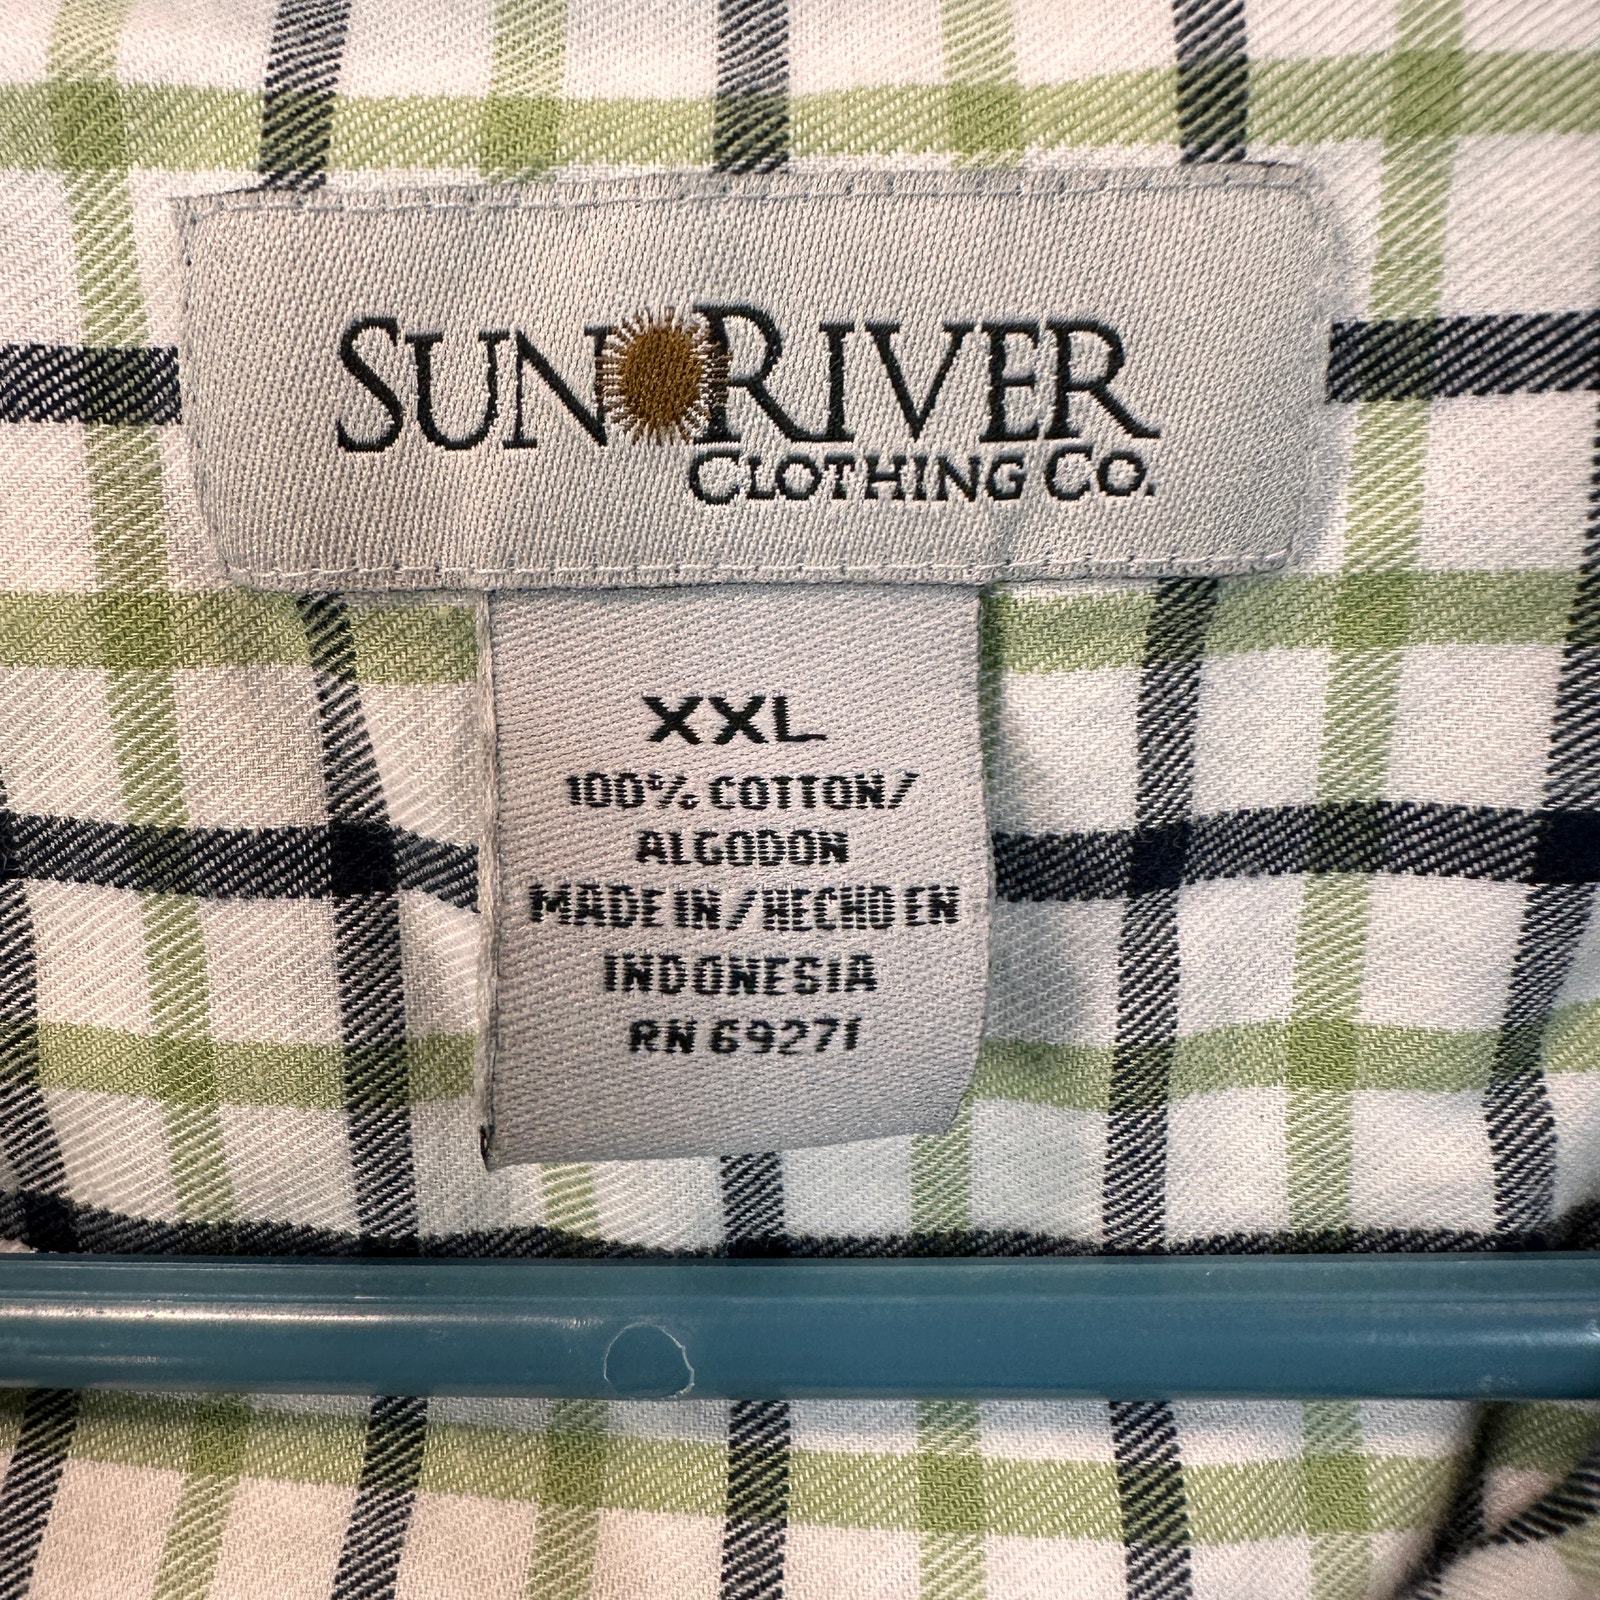 SUN RIVER
CLOTHING CO.
XXL
100% COTTON/
ALGODON
MADE IN/HECHO EN
INDONESIA
RN 69271